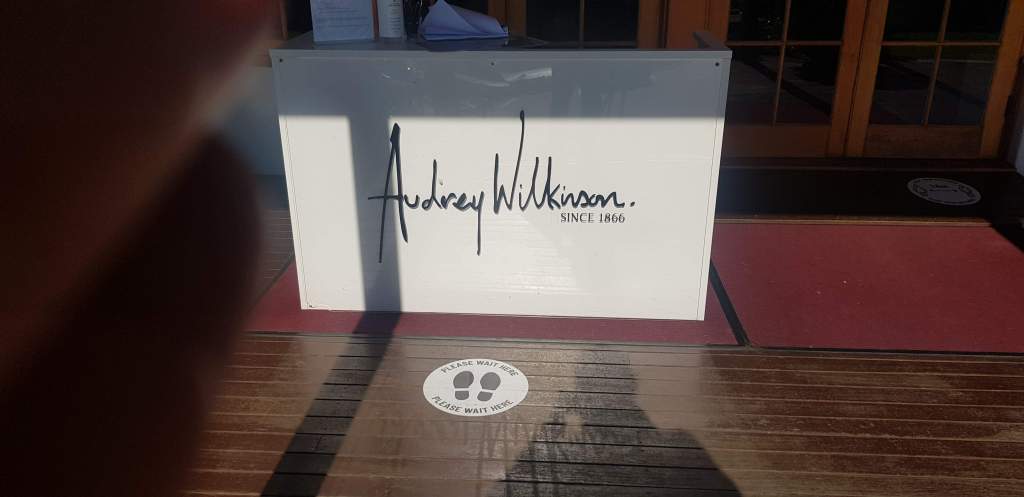 Audrey Wilkinson.
SINCE 1866
PLEASE WAIT HERE
PLEASE WAIT HERE